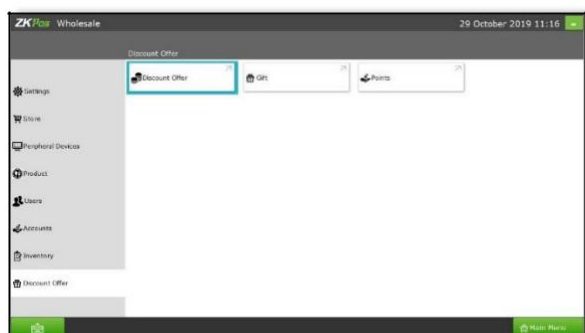 ZKPos Wholesale
29 October 2019 11:16
Discount Offer
Discount Offer
Gift
Points
Settings
Store
Peripheral Devices
Product
Users
Accounts
Inventory
Discount Offer
Main Menu